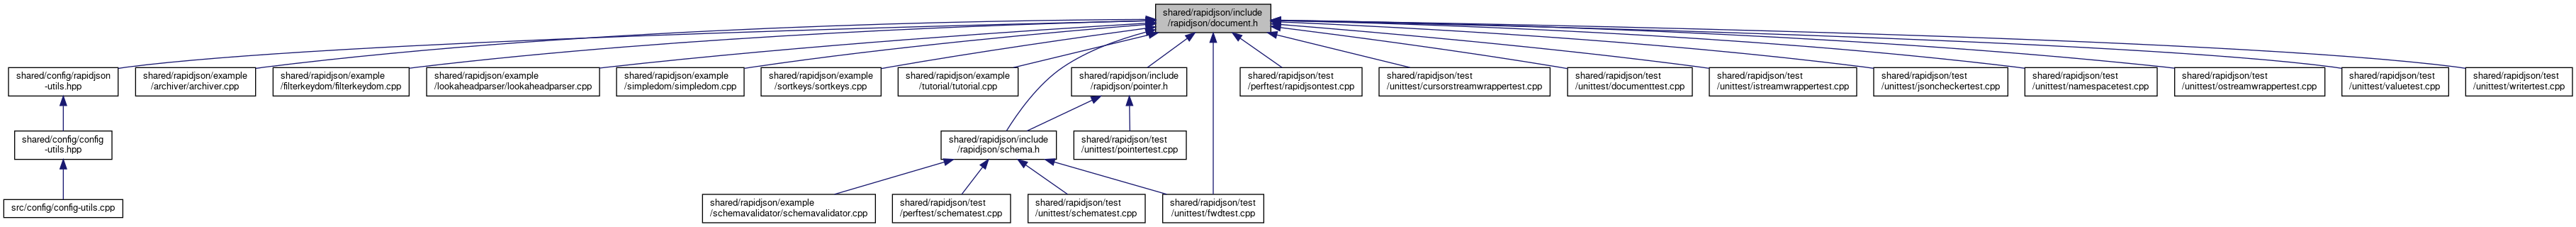 shared/rapidjson/include
/rapidjson/document.h
shared/config/rapidjson
-utils.hpp
shared/rapidjson/example
/archiver/archiver.cpp
shared/rapidjson/example
/filterkeydom/filterkeydom.cpp
shared/rapidjson/example
/lookaheadparser/lookaheadparser.cpp
shared/rapidjson/example
/simpledom/simpledom.cpp
shared/rapidjson/example
/sortkeys/sortkeys.cpp
shared/rapidjson/example
/tutorial/tutorial.cpp
shared/rapidjson/include
/rapidjson/pointer.h
shared/rapidjson/test
/perftest/rapidjsontest.cpp
shared/rapidjson/test
/unittest/cursorstreamwrappertest.cpp
shared/rapidjson/test
/unittest/documenttest.cpp
shared/rapidjson/test
/unittest/istreamwrappertest.cpp
shared/rapidjson/test
/unittest/jsoncheckertest.cpp
shared/rapidjson/test
/unittest/namespacetest.cpp
shared/rapidjson/test
/unittest/ostreamwrappertest.cpp
shared/rapidjson/test
/unittest/valuetest.cpp
shared/rapidjson/test
/unittest/writertest.cpp
shared/config/config
-utils.hpp
shared/rapidjson/include
/rapidjson/schema.h
shared/rapidjson/test
/unittest/pointertest.cpp
src/config/config-utils.cpp
shared/rapidjson/example
/schemavalidator/schemavalidator.cpp
shared/rapidjson/test
/perftest/schematest.cpp
shared/rapidjson/test
/unittest/schematest.cpp
shared/rapidjson/test
/unittest/fwdtest.cpp